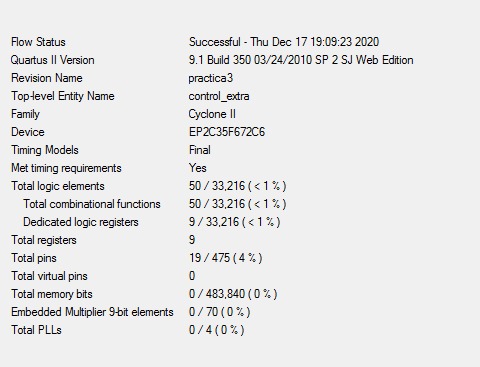 Flow Status Successful - Thu Dec 17 19:09:23 2020
Quartus II Version 9.1 Build 350 03/24/2010 SP 2 SJ Web Edition
Revision Name practica3
Top-level Entity Name control_extra
Family Cyclone II
Device EP2C35F672C6
Timing Models Final
Met timing requirements Yes
Total logic elements 50 / 33,216 ( < 1 % )
Total combinational functions 50 / 33,216 ( < 1 % )
Dedicated logic registers 9 / 33,216 ( < 1 % )
Total registers 9
Total pins 19 / 475 ( 4 % )
Total virtual pins 0
Total memory bits 0 / 483,840 ( 0 % )
Embedded Multiplier 9-bit elements 0 / 70 ( 0 % )
Total PLLs 0 / 4 ( 0 % )